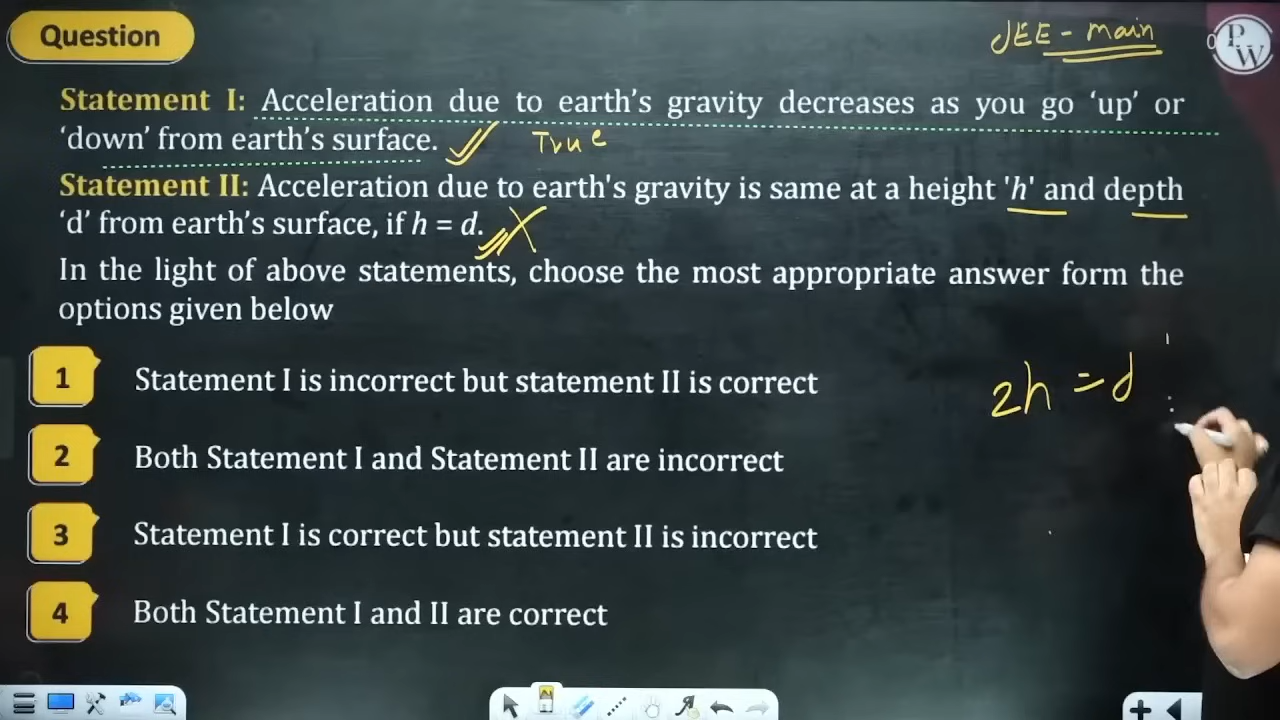 Question
JEE - Main
PW
Statement I: Acceleration due to earth's gravity decreases as you go 'up' or
'down' from earth's surface. True
Statement II: Acceleration due to earth's gravity is same at a height 'h' and depth
'd' from earth's surface, if h = d.
In the light of above statements, choose the most appropriate answer form the
options given below
1 Statement I is incorrect but statement II is correct
2h = d
2 Both Statement I and Statement II are incorrect
3 Statement I is correct but statement II is incorrect
4 Both Statement I and II are correct